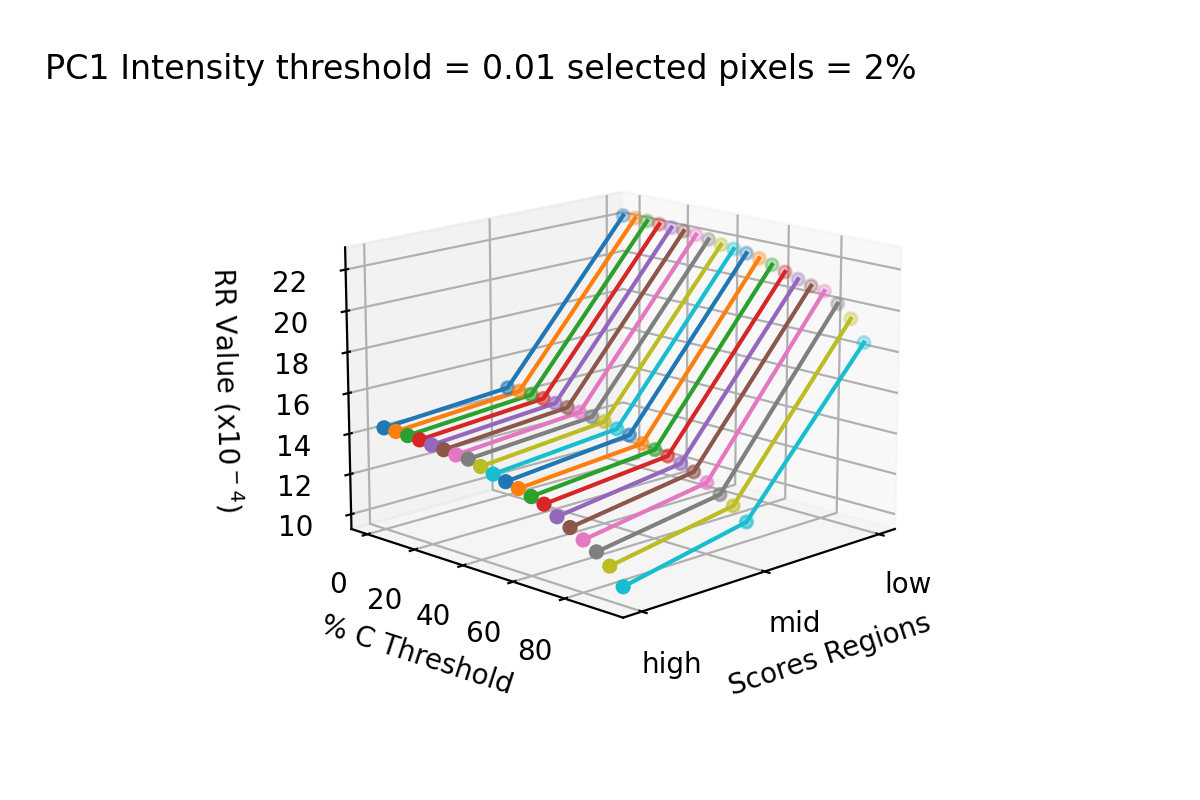 PC1 Intensity threshold = 0.01 selected pixels = 2%
RR Value (x10⁻⁴)
22
20
18
16
14
12
10
0
20
40
60
80
% C Threshold
high
mid
low
Scores Regions